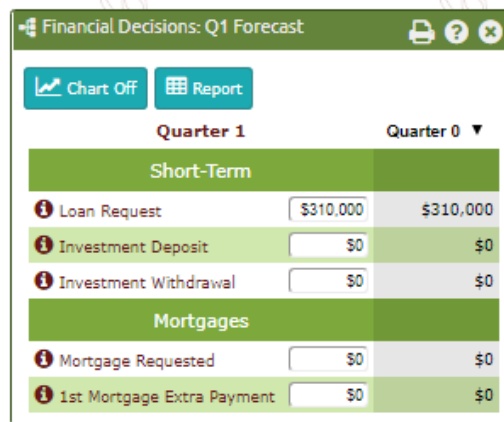 Financial Decisions: Q1 Forecast
Chart Off Report
Quarter 1 Quarter 0 ▼
Short-Term
Loan Request $310,000 $310,000
Investment Deposit $0 $0
Investment Withdrawal $0 $0
Mortgages
Mortgage Requested $0 $0
1st Mortgage Extra Payment $0 $0